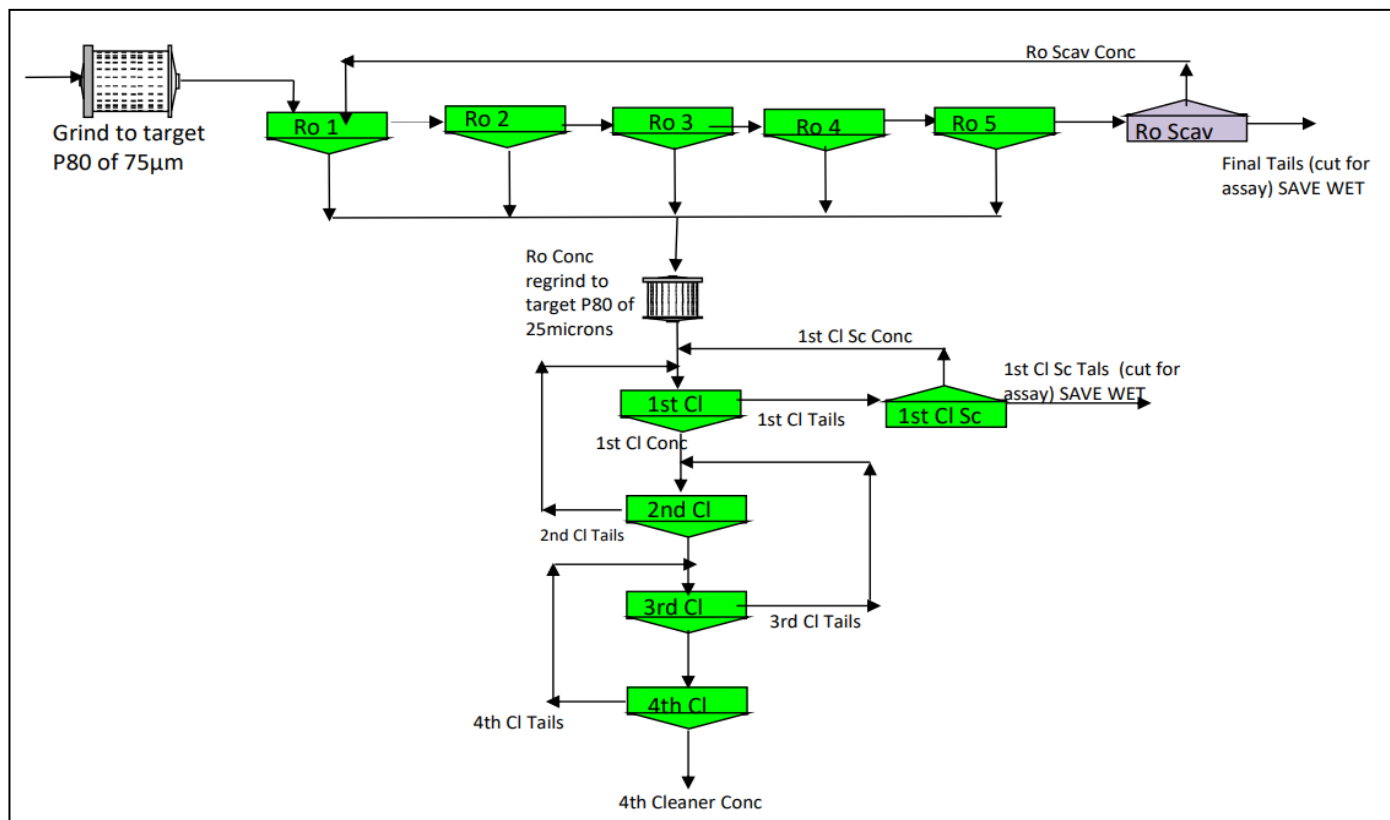 Ro Scav Conc
Grind to target
P80 of 75µm
Ro 1
Ro 2
Ro 3
Ro 4
Ro 5
Ro Scav
Final Tails (cut for
assay) SAVE WET
Ro Conc
regrind to
target P80 of
25microns
1st Cl Sc Conc
1st Cl Sc Tals (cut for
assay) SAVE WET
1st Cl
1st Cl Tails
1st Cl Sc
1st Cl Conc
2nd Cl
2nd Cl Tails
3rd Cl
3rd Cl Tails
4th Cl
4th Cl Tails
4th Cleaner Conc